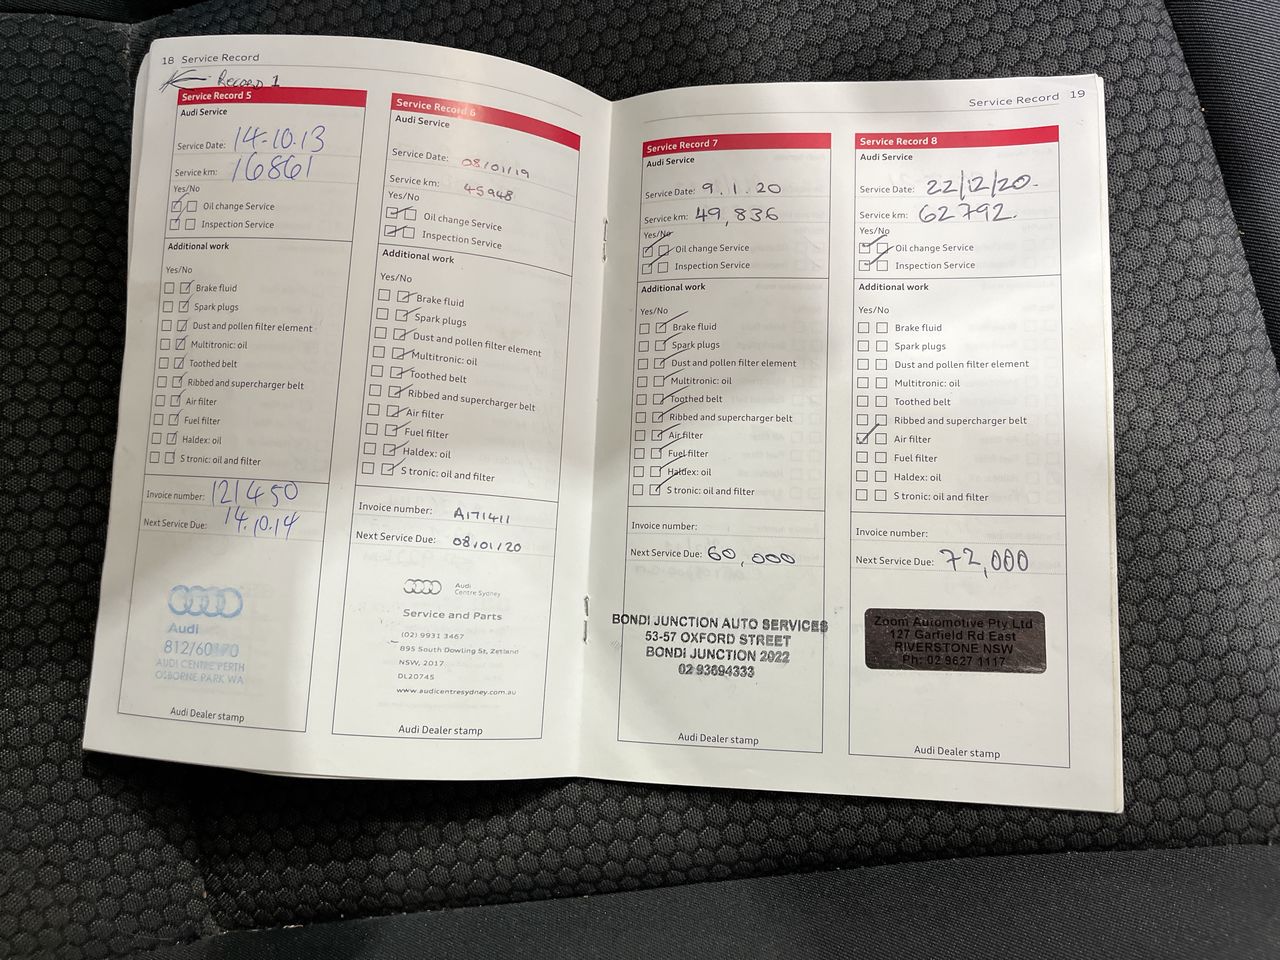 18 Service Record
← RECORD 1
Service Record 5
Audi Service
Service Date: 14-10.13
Service km: 16861
Yes/No
Oil change Service
Inspection Service
Additional work
Yes/No
Brake fluid
Spark plugs
Dust and pollen filter element
Multitronic: oil
Toothed belt
Ribbed and supercharger belt
Air filter
Fuel filter
Haldex: oil
S tronic: oil and filter
Invoice number: 121450
Next Service Due: 14.10.14
Audi
AUDI CENTRE PERTH
OSBORNE PARK WA
Audi Dealer stamp
Service Record 6
Audi Service
Service Date: 08/01/19
Service km: 45948
Yes/No
Oil change Service
Inspection Service
Additional work
Yes/No
Brake fluid
Spark plugs
Dust and pollen filter element
Multitronic: oil
Toothed belt
Ribbed and supercharger belt
Air filter
Fuel filter
Haldex: oil
S tronic: oil and filter
Invoice number: A171411
Next Service Due: 08/01/20
Audi
Centre Sydney
Service and Parts
(02) 9931 3467
895 South Dowling St, Zetland
NSW, 2017
DL20745
www.audicentresydney.com.au
Audi Dealer stamp
Service Record 19
Service Record 7
Audi Service
Service Date: 9.1.20
Service km: 49,836
Yes/No
Oil change Service
Inspection Service
Additional work
Yes/No
Brake fluid
Spark plugs
Dust and pollen filter element
Multitronic: oil
Toothed belt
Ribbed and supercharger belt
Air filter
Fuel filter
Haldex: oil
S tronic: oil and filter
Invoice number:
Next Service Due: 60,000
BONDI JUNCTION AUTO SERVICES
53-57 OXFORD STREET
BONDI JUNCTION 2022
02 93694333
Audi Dealer stamp
Service Record 8
Audi Service
Service Date: 22/12/20.
Service km: 62792.
Yes/No
Oil change Service
Inspection Service
Additional work
Yes/No
Brake fluid
Spark plugs
Dust and pollen filter element
Multitronic: oil
Toothed belt
Ribbed and supercharger belt
Air filter
Fuel filter
Haldex: oil
S tronic: oil and filter
Invoice number:
Next Service Due: 72,000
Zoom Automotive Pty Ltd
127 Garfield Rd East
RIVERSTONE NSW
Ph: 02 9627 1117
Audi Dealer stamp